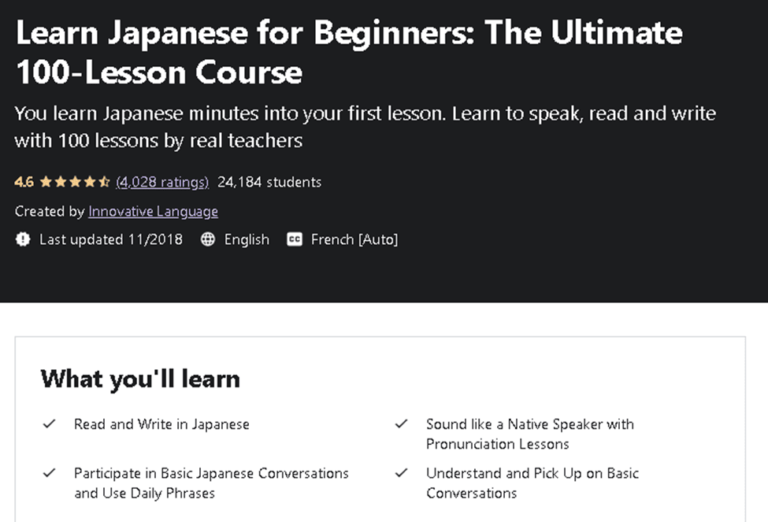 Learn Japanese for Beginners: The Ultimate
100-Lesson Course
You learn Japanese minutes into your first lesson. Learn to speak, read and write
with 100 lessons by real teachers
4.6 (4,028 ratings) 24,184 students
Created by Innovative Language
Last updated 11/2018 English CC French [Auto]
What you'll learn
Read and Write in Japanese
Sound like a Native Speaker with
Pronunciation Lessons
Participate in Basic Japanese Conversations
and Use Daily Phrases
Understand and Pick Up on Basic
Conversations